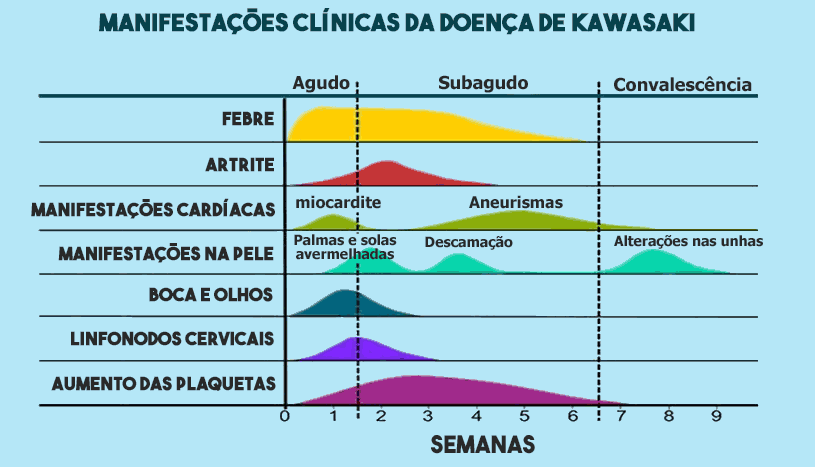 MANIFESTAÇÕES CLÍNICAS DA DOENÇA DE KAWASAKI
Agudo Subagudo Convalescência
FEBRE
ARTRITE
MANIFESTAÇÕES CARDÍACAS miocardite Aneurismas
MANIFESTAÇÕES NA PELE Palmas e solas avermelhadas Descamação Alterações nas unhas
BOCA E OLHOS
LINFONODOS CERVICAIS
AUMENTO DAS PLAQUETAS
0 1 2 3 4 5 6 7 8 9
SEMANAS